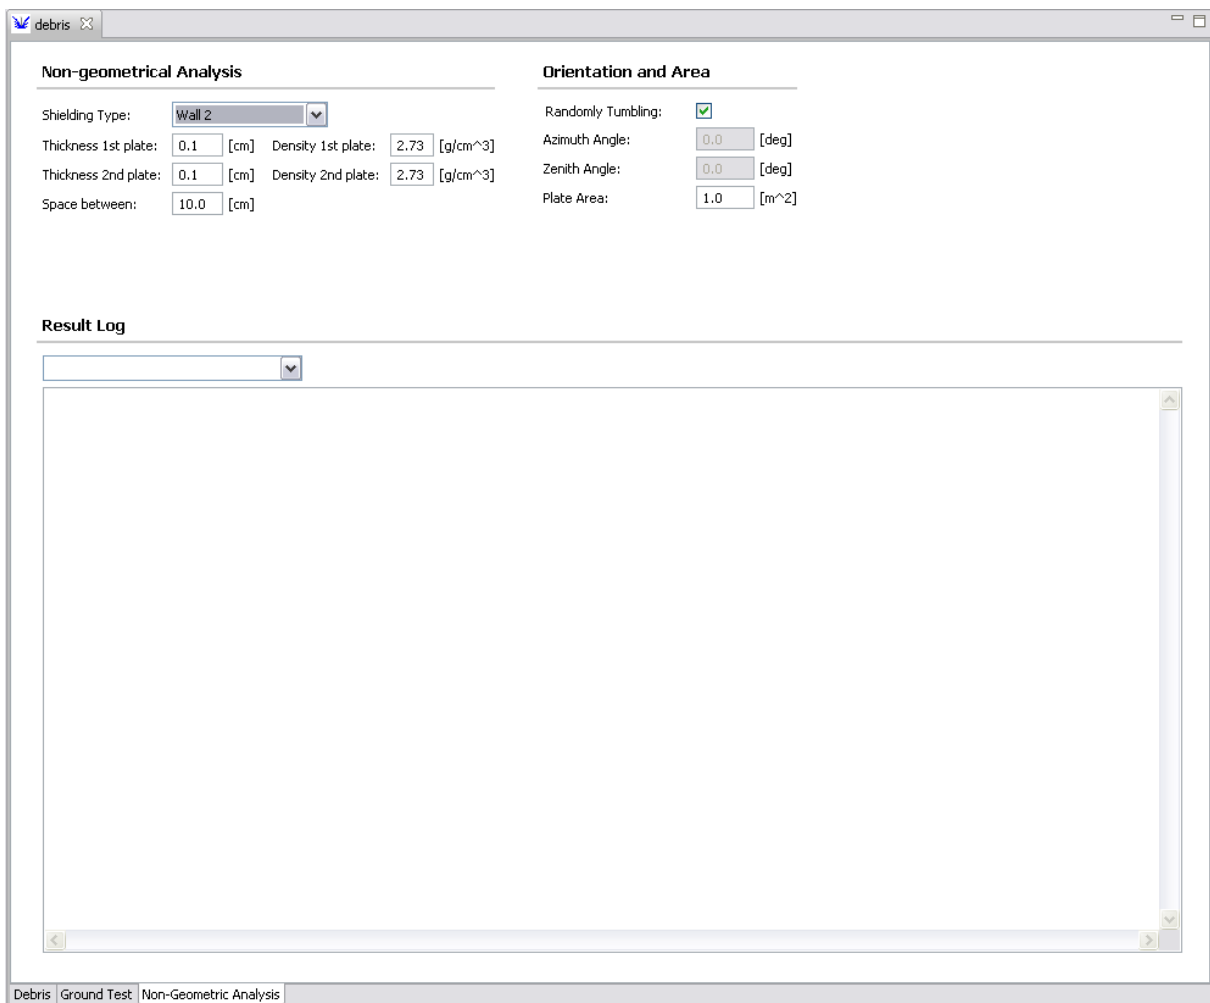 debris
Non-geometrical Analysis
Shielding Type: Wall 2
Thickness 1st plate: 0.1 [cm] Density 1st plate: 2.73 [g/cm^3]
Thickness 2nd plate: 0.1 [cm] Density 2nd plate: 2.73 [g/cm^3]
Space between: 10.0 [cm]
Orientation and Area
Randomly Tumbling:
Azimuth Angle: 0.0 [deg]
Zenith Angle: 0.0 [deg]
Plate Area: 1.0 [m^2]
Result Log
Debris Ground Test Non-Geometric Analysis